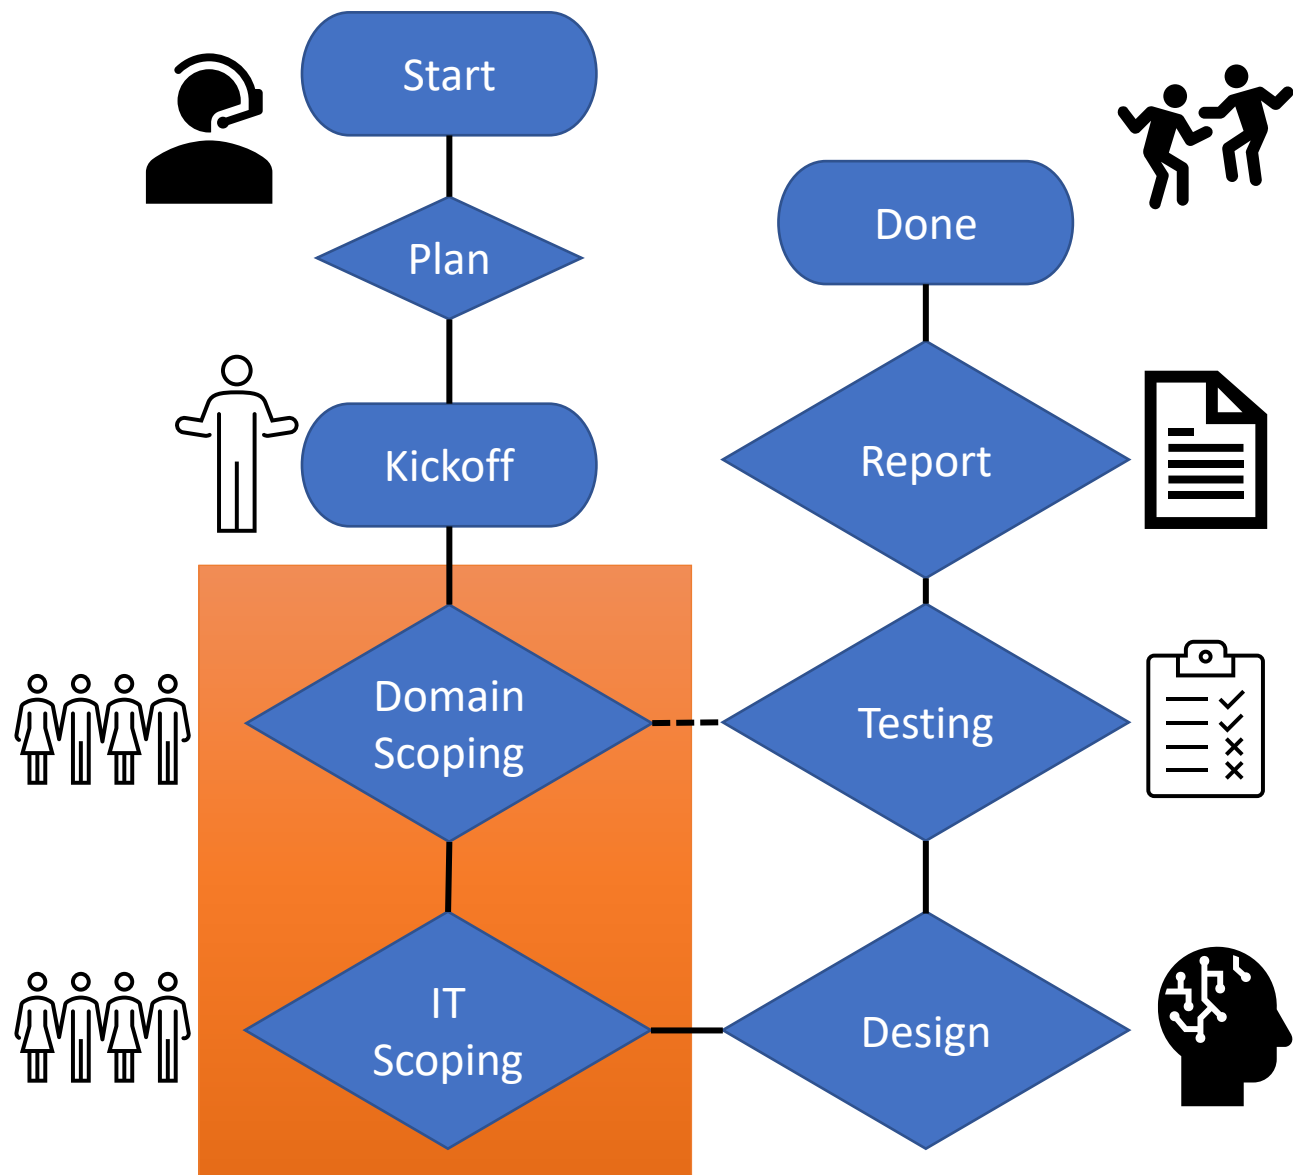 Start
Plan
Kickoff
Domain
Scoping
IT
Scoping
Design
Testing
Report
Done